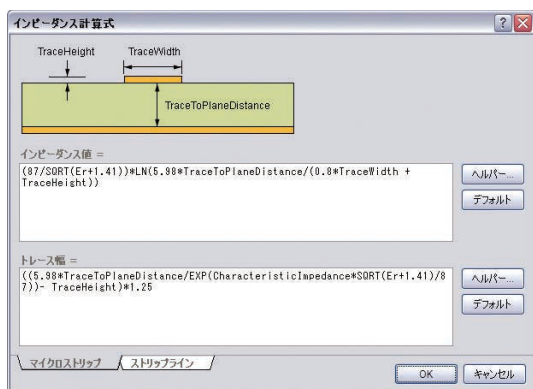 インピーダンス計算式
TraceHeight
TraceWidth
TraceToPlaneDistance
インピーダンス値 =
(87/SQRT(Er+1.41))*LN(5.98*TraceToPlaneDistance/(0.8*TraceWidth +
TraceHeight))
ヘルパー...
デフォルト
トレース幅 =
((5.98*TraceToPlaneDistance/EXP(CharacteristicImpedance*SQRT(Er+1.41)/8
7))- TraceHeight)*1.25
ヘルパー...
デフォルト
マイクロストリップ
ストリップライン
OK
キャンセル